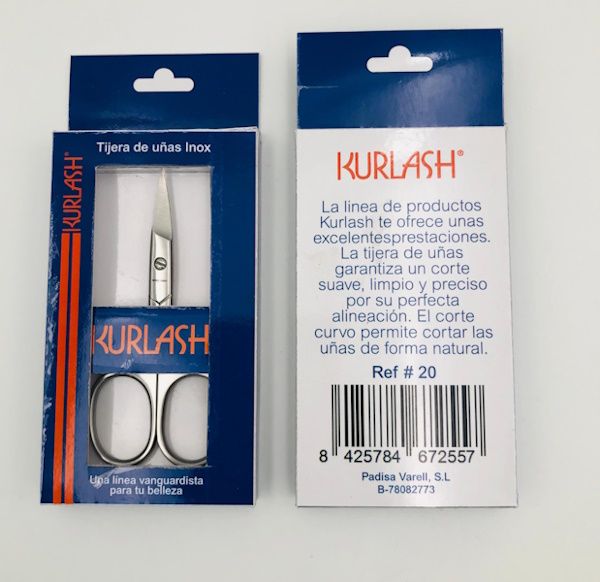 Tijera de uñas Inox
KURLASH®
KURLASH
Una línea vanguardista
para tu belleza
KURLASH®
La linea de productos
Kurlash te ofrece unas
excelentesprestaciones.
La tijera de uñas
garantiza un corte
suave, limpio y preciso
por su perfecta
alineación. El corte
curvo permite cortar las
uñas de forma natural.
Ref # 20
8 425784 672557
Padisa Varell, S.L
B-78082773